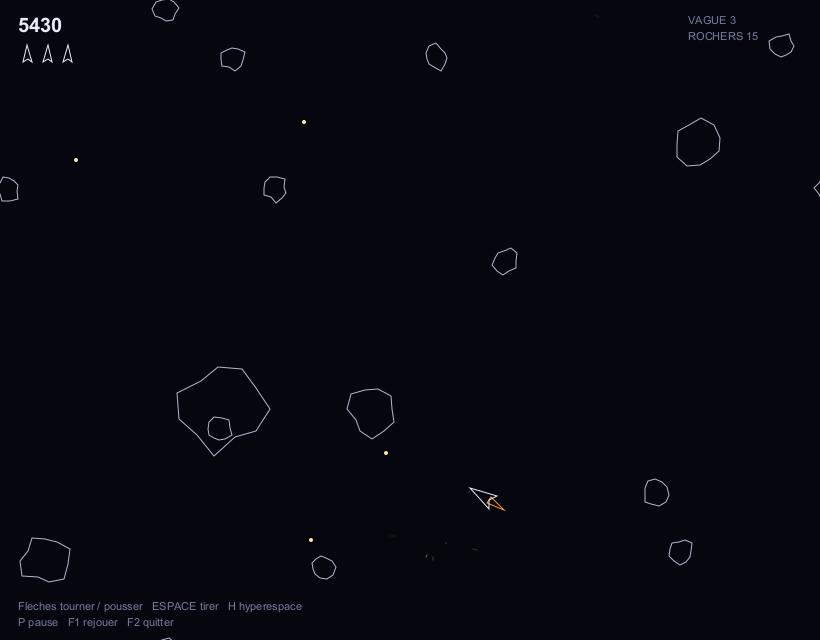 5430
VAGUE 3
ROCHERS 15
Fleches tourner / pousser   ESPACE tirer   H hyperespace
P pause   F1 rejouer   F2 quitter